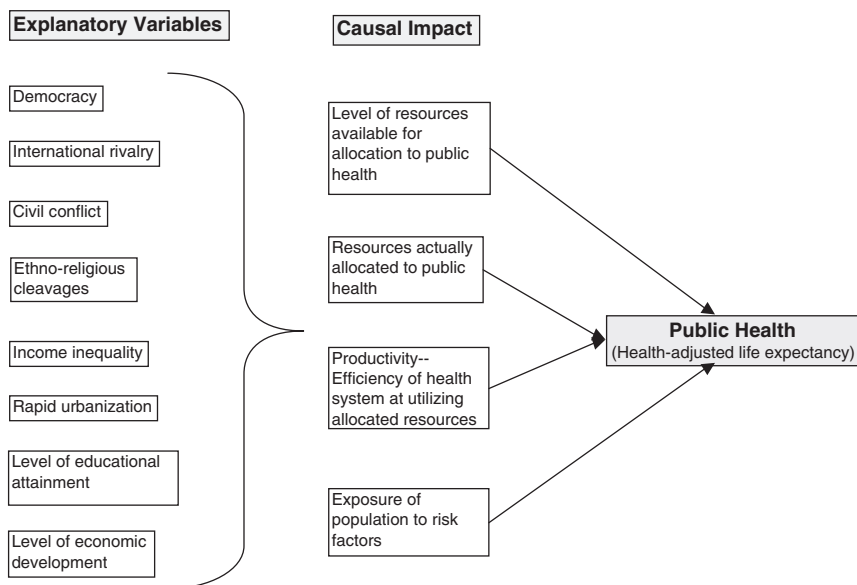 Explanatory Variables
Democracy
International rivalry
Civil conflict
Ethno-religious
cleavages
Income inequality
Rapid urbanization
Level of educational
attainment
Level of economic
development
Causal Impact
Level of resources
available for
allocation to public
health
Resources actually
allocated to public
health
Productivity--
Efficiency of health
system at utilizing
allocated resources
Exposure of
population to risk
factors
Public Health
(Health-adjusted life expectancy)